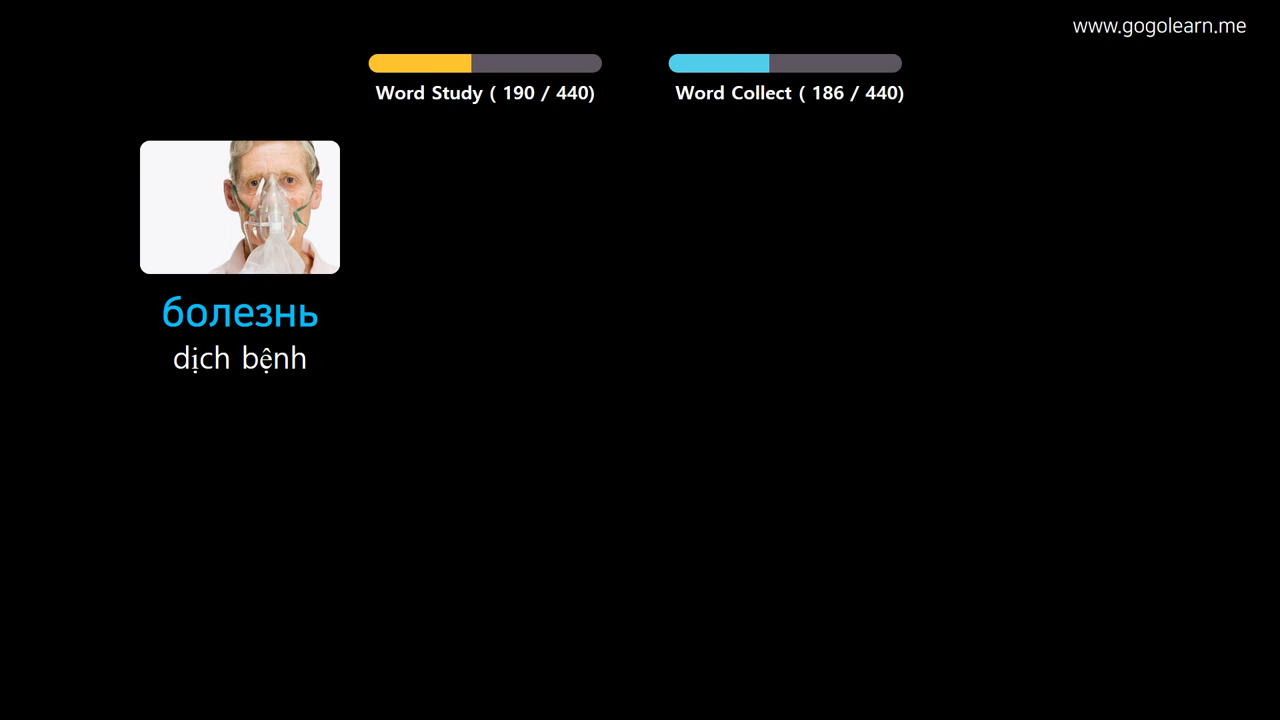 www.gogolearn.me
Word Study ( 190 / 440)
Word Collect ( 186 / 440)
болезнь
dịch bệnh